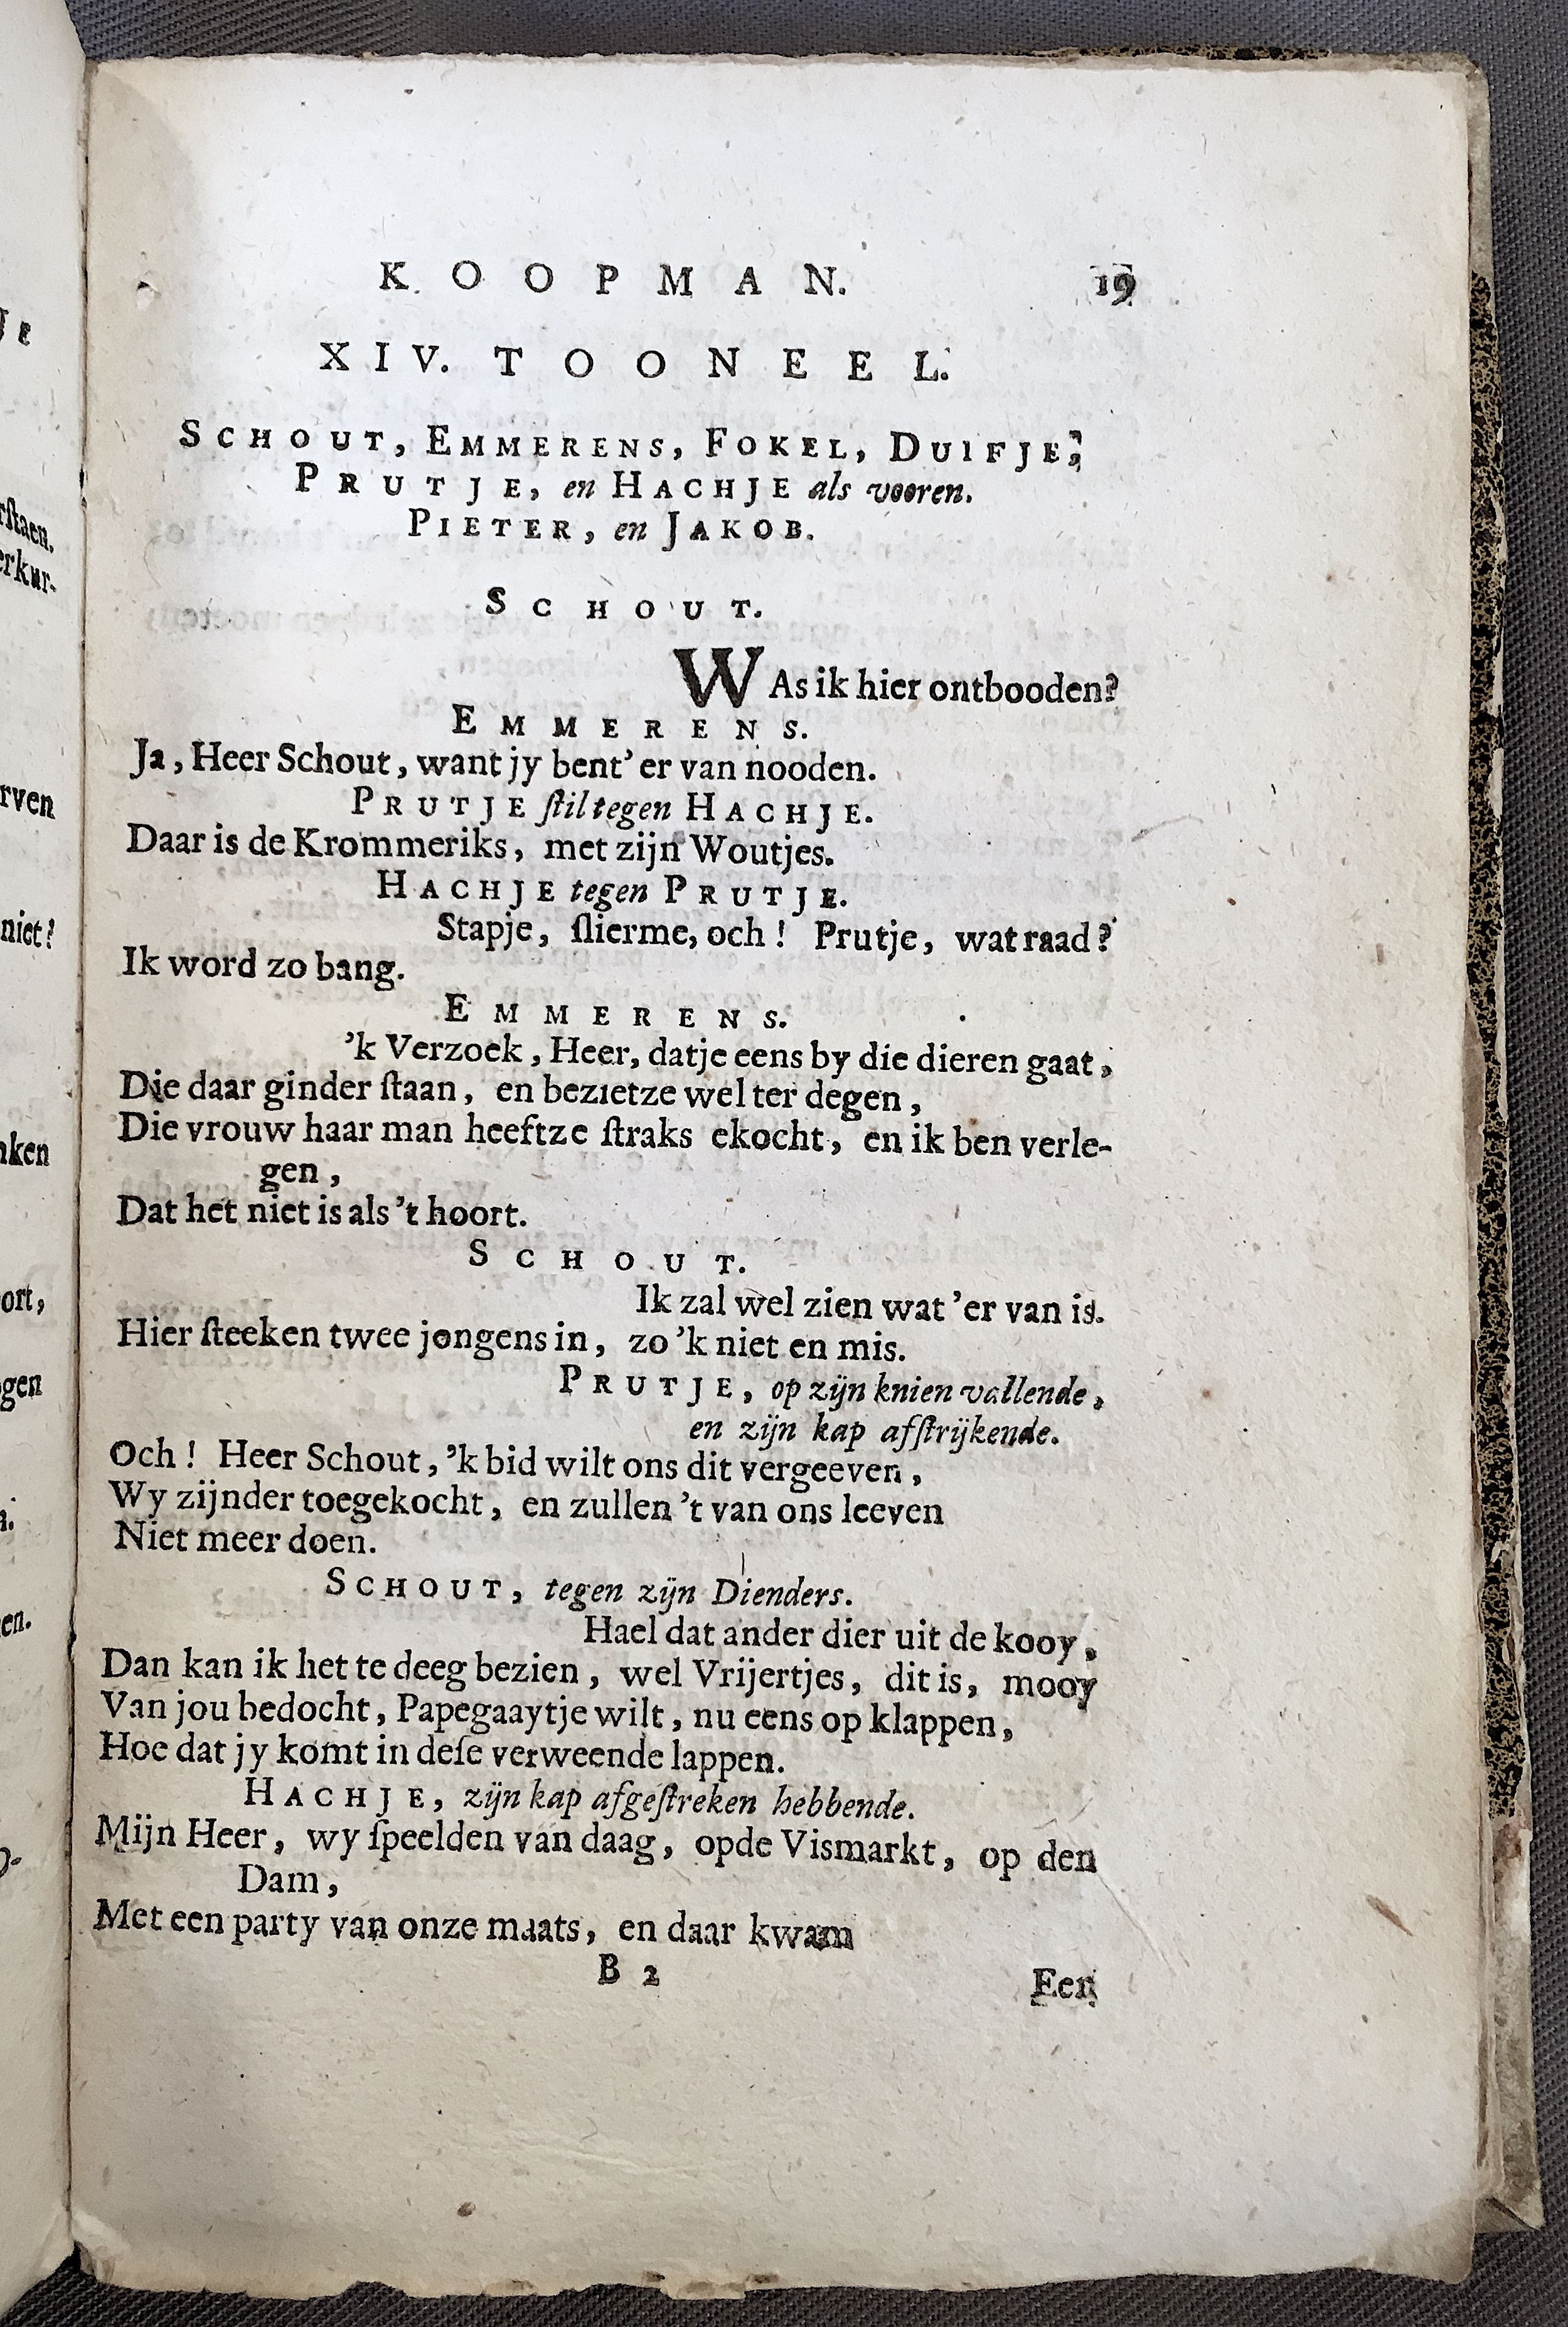 KOOPMAN. 19
XIV. TOONEEL.
SCHOUT, EMMERENS, FOKEL, DUIFJE,
PRUTJE, en HACHJE als vooren.
PIETER, en JAKOB.
SCHOUT.
WAs ik hier ontbooden?
EMMERENS.
Ja, Heer Schout, want jy bent'er van nooden.
PRUTJE ſtil tegen HACHJE.
Daar is de Krommeriks, met zijn Woutjes.
HACHJE tegen PRUTJE.
Stapje, ſlierme, och! Prutje, wat raad?
Ik word zo bang.
EMMERENS.
'k Verzoek, Heer, datje eens by die dieren gaat,
Die daar ginder ſtaan, en bezietze wel ter degen,
Die vrouw haar man heeftze ſtraks ekocht, en ik ben verle-
gen,
Dat het niet is als 't hoort.
SCHOUT.
Ik zal wel zien wat 'er van is.
Hier ſteeken twee jongens in, zo 'k niet en mis.
PRUTJE, op zijn knien vallende,
en zijn kap afſtrijkende.
Och! Heer Schout, 'k bid wilt ons dit vergeeven,
Wy zijnder toegekocht, en zullen 't van ons leeven
Niet meer doen.
SCHOUT, tegen zijn Dienders.
Hael dat ander dier uit de kooy,
Dan kan ik het te deeg bezien, wel Vrijertjes, dit is, mooy
Van jou bedocht, Papegaaytje wilt, nu eens op klappen,
Hoe dat jy komt in deſe verweende lappen.
HACHJE, zijn kap afgeſtreken hebbende.
Mijn Heer, wy ſpeelden van daag, opde Vismarkt, op den
Dam,
Met een party van onze maats, en daar kwam
B 2
Een